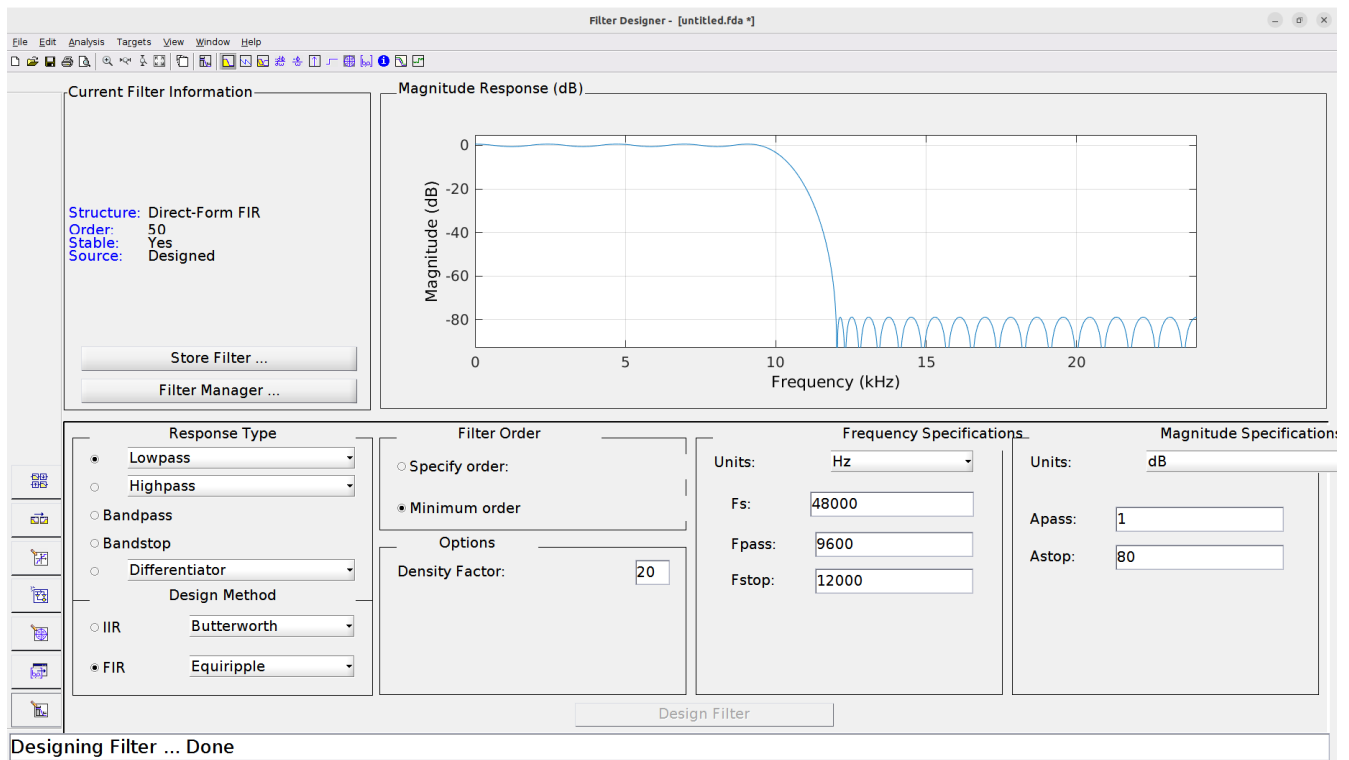 Filter Designer - [untitled.fda *]
File Edit Analysis Targets View Window Help
Current Filter Information
Structure: Direct-Form FIR
Order: 50
Stable: Yes
Source: Designed
Store Filter ...
Filter Manager ...
Magnitude Response (dB)
Magnitude (dB)
0
-20
-40
-60
-80
0 5 10 15 20
Frequency (kHz)
Response Type
Lowpass
Highpass
Bandpass
Bandstop
Differentiator
Design Method
IIR Butterworth
FIR Equiripple
Filter Order
Specify order:
Minimum order
Options
Density Factor: 20
Frequency Specifications
Units: Hz
Fs: 48000
Fpass: 9600
Fstop: 12000
Magnitude Specifications
Units: dB
Apass: 1
Astop: 80
Design Filter
Designing Filter ... Done